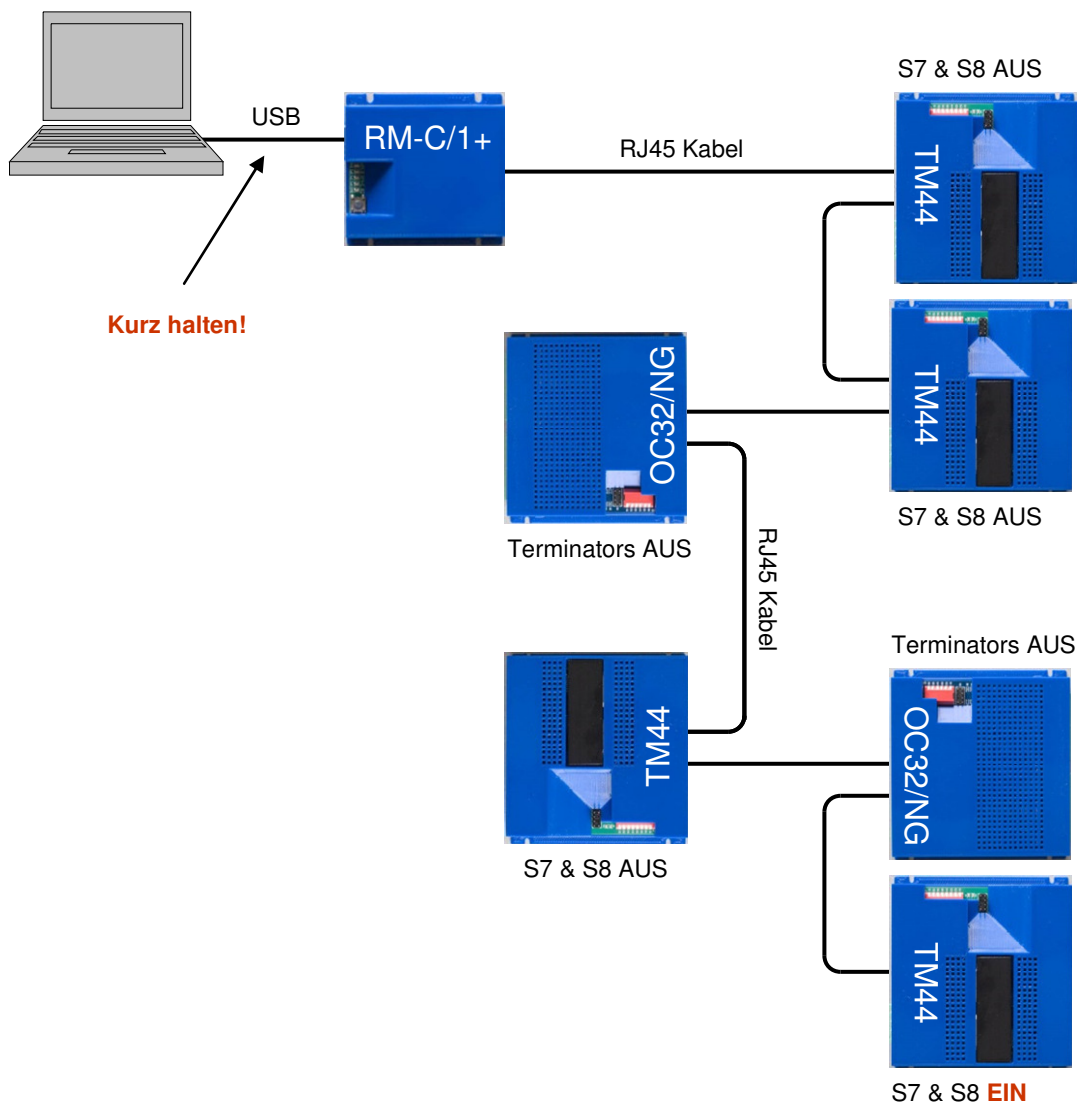 S7 & S8 AUS
USB
RM-C/1+
RJ45 Kabel
TM44
Kurz halten!
TM44
OC32/NG
S7 & S8 AUS
Terminators AUS
RJ45 Kabel
Terminators AUS
TM44
OC32/NG
S7 & S8 AUS
TM44
S7 & S8 EIN